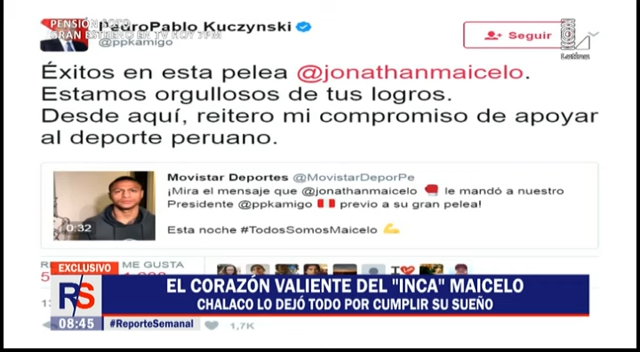 PedroPablo Kuczynski
@ppkamigo
Seguir
Latina
Éxitos en esta pelea @jonathanmaicelo.
Estamos orgullosos de tus logros.
Desde aquí, reitero mi compromiso de apoyar
al deporte peruano.
Movistar Deportes @MovistarDeporPe
¡Mira el mensaje que @jonathanmaicelo 🥊 le mandó a nuestro
Presidente @ppkamigo 🇵🇪 previo a su gran pelea!
0:32
Esta noche #TodosSomosMaicelo 💪
ME GUSTA
EXCLUSIVO
R/S
EL CORAZÓN VALIENTE DEL "INCA" MAICELO
CHALACO LO DEJÓ TODO POR CUMPLIR SU SUEÑO
08:45
#ReporteSemanal
1,7K